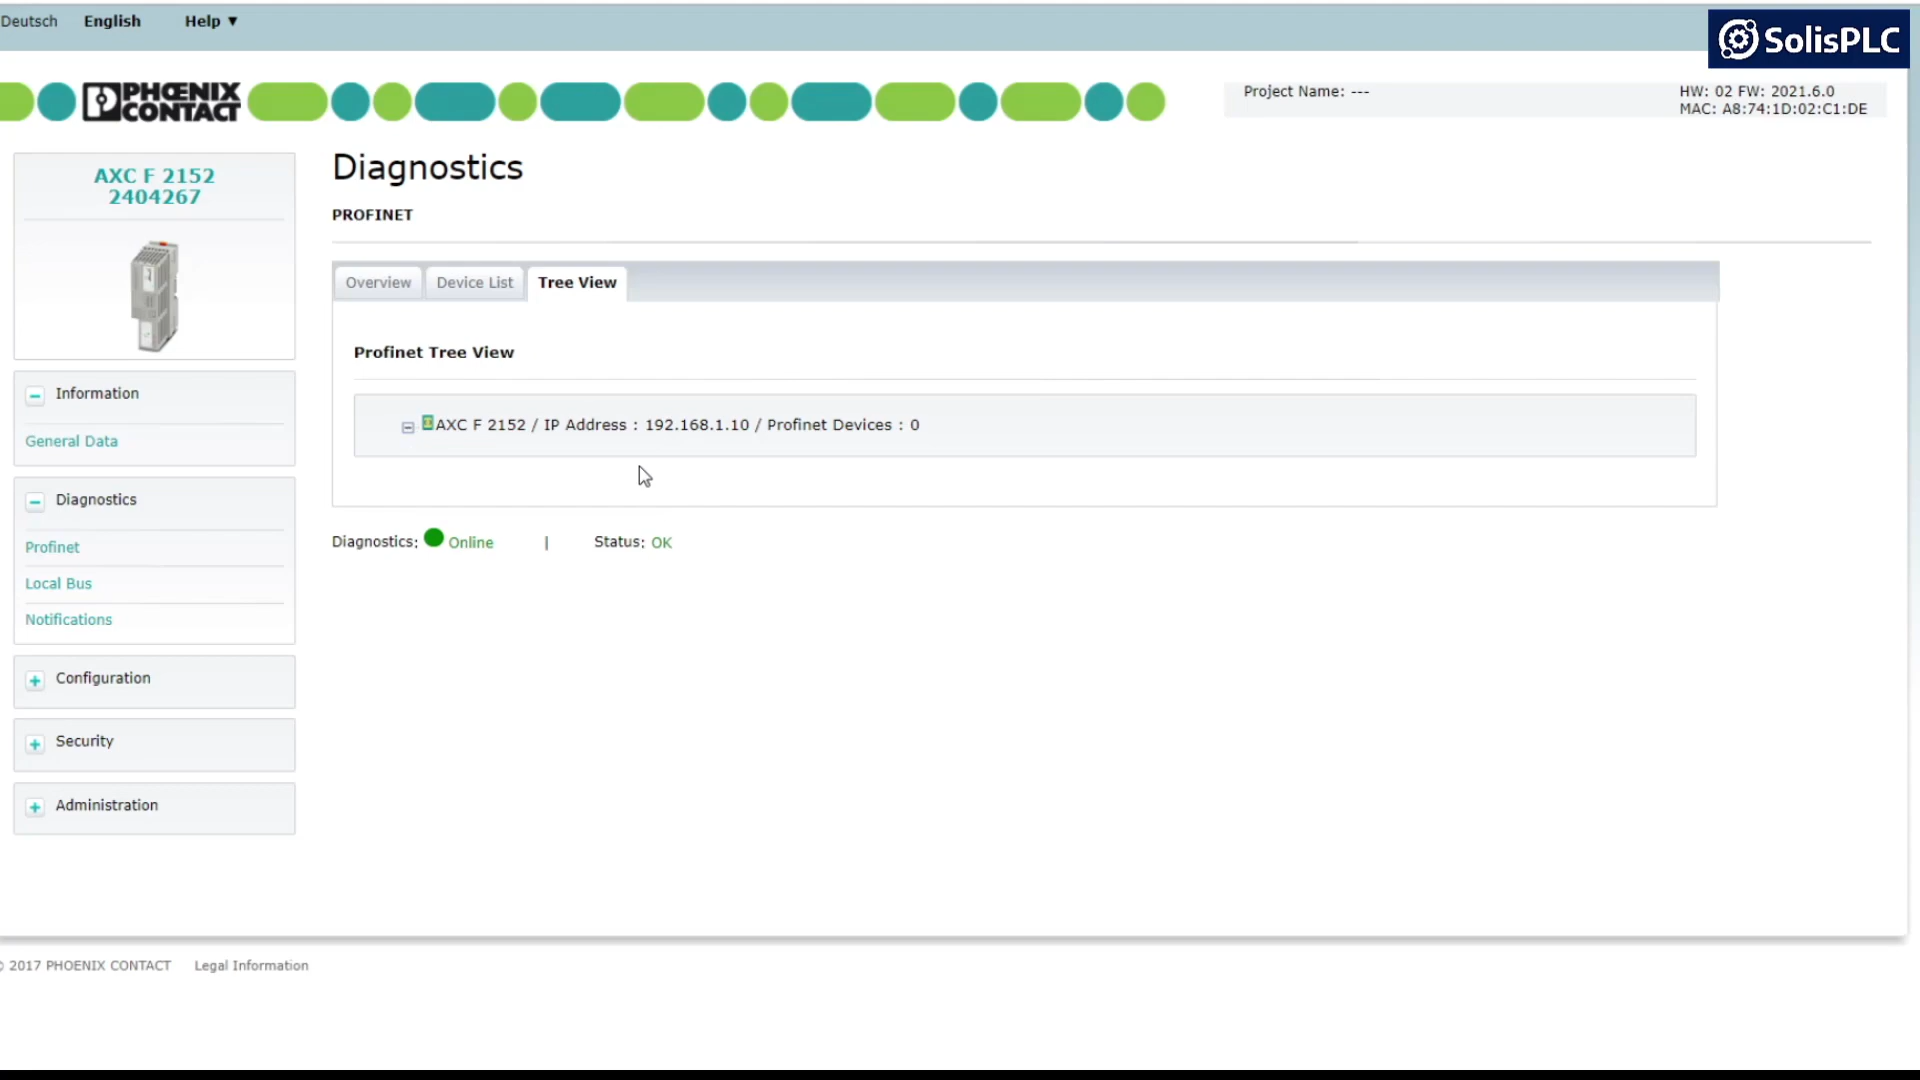 Deutsch English Help ▼
SolisPLC
PHŒNIX
CONTACT
Project Name: ---
HW: 02 FW: 2021.6.0
MAC: A8:74:1D:02:C1:DE
AXC F 2152
2404267
Information
General Data
Diagnostics
Profinet
Local Bus
Notifications
Configuration
Security
Administration
Diagnostics
PROFINET
Overview Device List Tree View
Profinet Tree View
AXC F 2152 / IP Address : 192.168.1.10 / Profinet Devices : 0
Diagnostics: Online | Status: OK
© 2017 PHOENIX CONTACT Legal Information